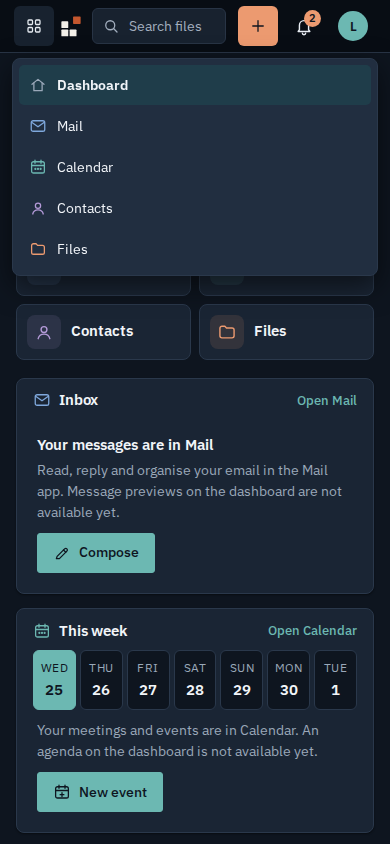 Search files
2
L
Dashboard
Mail
Calendar
Contacts
Files
Contacts
Files
Inbox
Open Mail
Your messages are in Mail
Read, reply and organise your email in the Mail
app. Message previews on the dashboard are not
available yet.
Compose
This week
Open Calendar
WED THU FRI SAT SUN MON TUE
25 26 27 28 29 30 1
Your meetings and events are in Calendar. An
agenda on the dashboard is not available yet.
New event